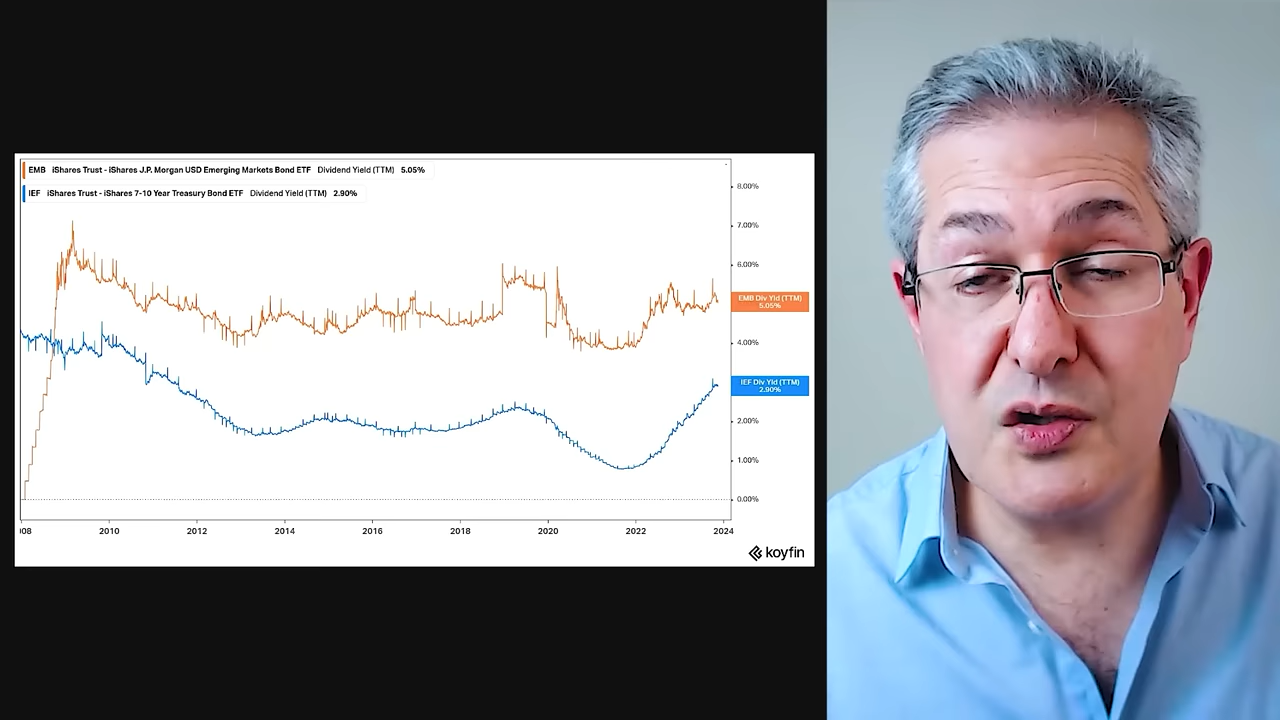 EMB iShares Trust - iShares J.P. Morgan USD Emerging Markets Bond ETF Dividend Yield (TTM) 5.05%
IEF iShares Trust - iShares 7-10 Year Treasury Bond ETF Dividend Yield (TTM) 2.90%
8.00%
7.00%
6.00%
EMB Div Yld (TTM)
5.05%
4.00%
IEF Div Yld (TTM)
2.90%
2.00%
1.00%
0.00%
08 2010 2012 2014 2016 2018 2020 2022 2024
koyfin